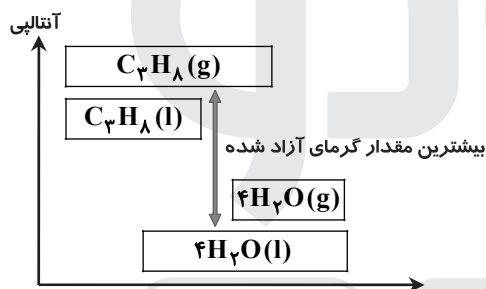 آنتالپی
C۳H۸(g)
C۳H۸(l)
بیشترین مقدار گرمای آزاد شده
۴H۲O(g)
۴H۲O(l)